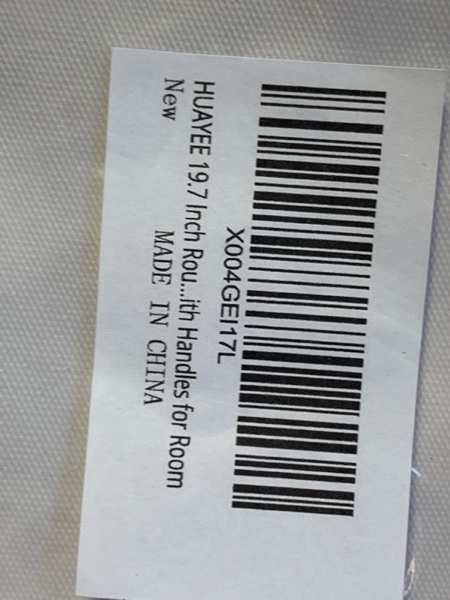 X004GEI17L
HUAYEE 19.7 Inch Rou...ith Handles for Room
New
MADE IN CHINA